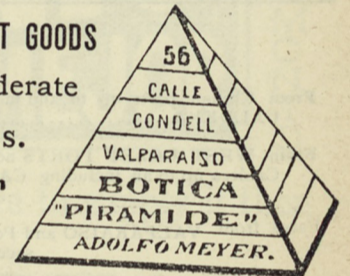 T GOODS
derate
s.
56
CALLE
CONDELL
VALPARAISO
BOTICA
"PIRAMIDE"
ADOLFO MEYER.